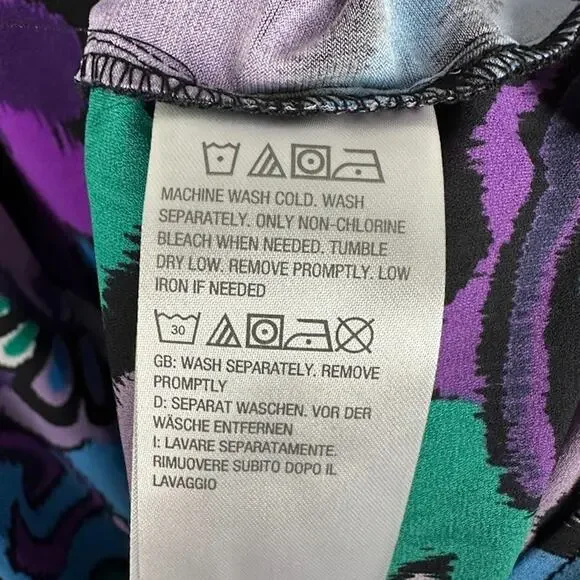 MACHINE WASH COLD. WASH
SEPARATELY. ONLY NON-CHLORINE
BLEACH WHEN NEEDED. TUMBLE
DRY LOW. REMOVE PROMPTLY. LOW
IRON IF NEEDED
30
GB: WASH SEPARATELY. REMOVE
PROMPTLY
D: SEPARAT WASCHEN. VOR DER
WÄSCHE ENTFERNEN
I: LAVARE SEPARATAMENTE.
RIMUOVERE SUBITO DOPO IL
LAVAGGIO